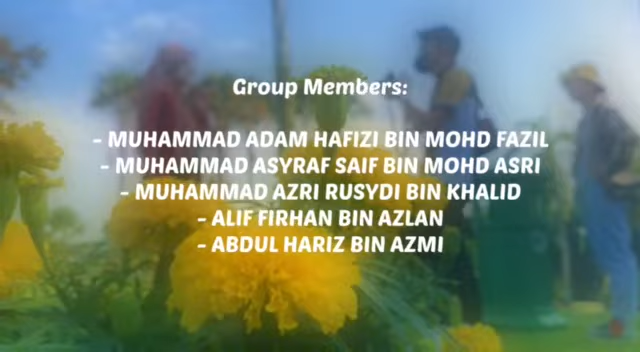 Group Members:
- MUHAMMAD ADAM HAFIZI BIN MOHD FAZIL
- MUHAMMAD ASYRAF SAIF BIN MOHD ASRI
- MUHAMMAD AZRI RUSYDI BIN KHALID
- ALIF FIRHAN BIN AZLAN
- ABDUL HARIZ BIN AZMI